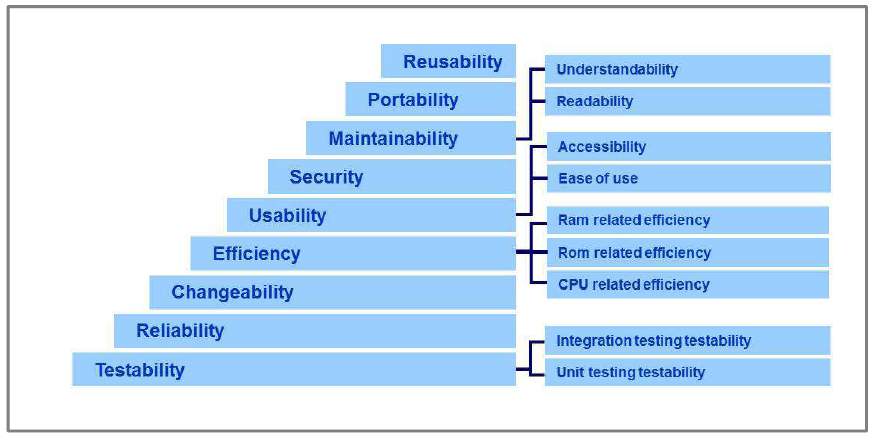 Reusability
Portability
Maintainability
Security
Usability
Efficiency
Changeability
Reliability
Testability
Understandability
Readability
Accessibility
Ease of use
Ram related efficiency
Rom related efficiency
CPU related efficiency
Integration testing testability
Unit testing testability